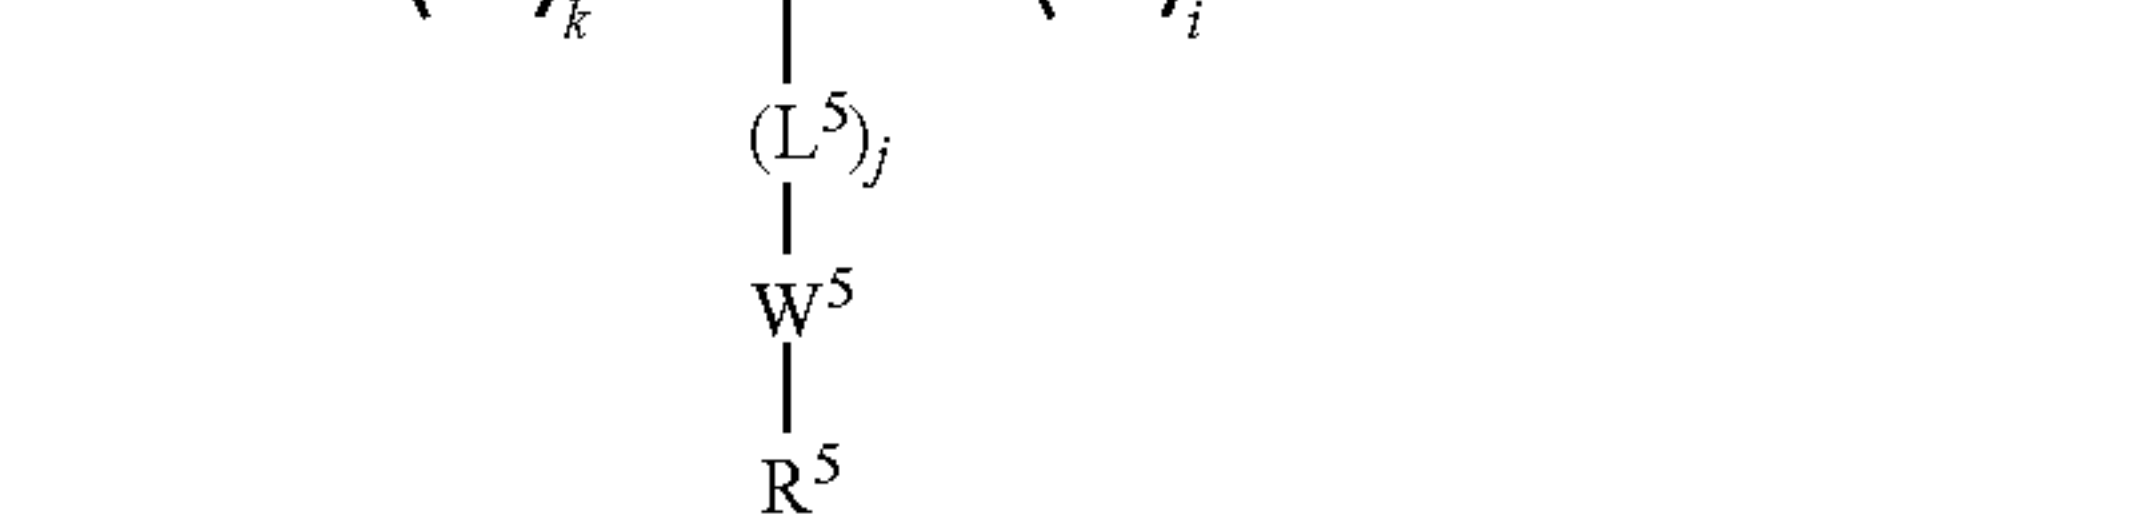 ( )k ( )i
(L⁵)j
W⁵
R⁵